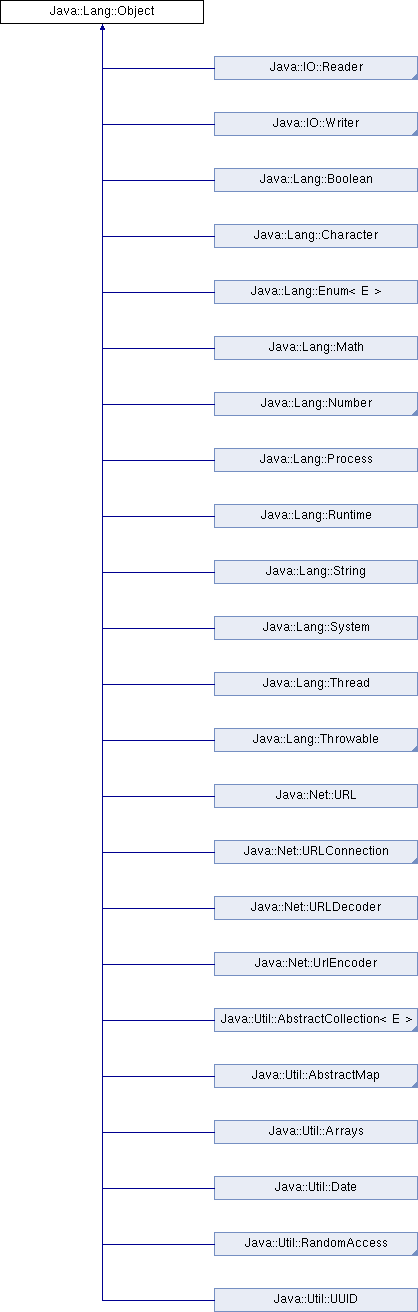 Java::Lang::Object
Java::IO::Reader
Java::IO::Writer
Java::Lang::Boolean
Java::Lang::Character
Java::Lang::Enum< E >
Java::Lang::Math
Java::Lang::Number
Java::Lang::Process
Java::Lang::Runtime
Java::Lang::String
Java::Lang::System
Java::Lang::Thread
Java::Lang::Throwable
Java::Net::URL
Java::Net::URLConnection
Java::Net::URLDecoder
Java::Net::UrlEncoder
Java::Util::AbstractCollection< E >
Java::Util::AbstractMap
Java::Util::Arrays
Java::Util::Date
Java::Util::RandomAccess
Java::Util::UUID